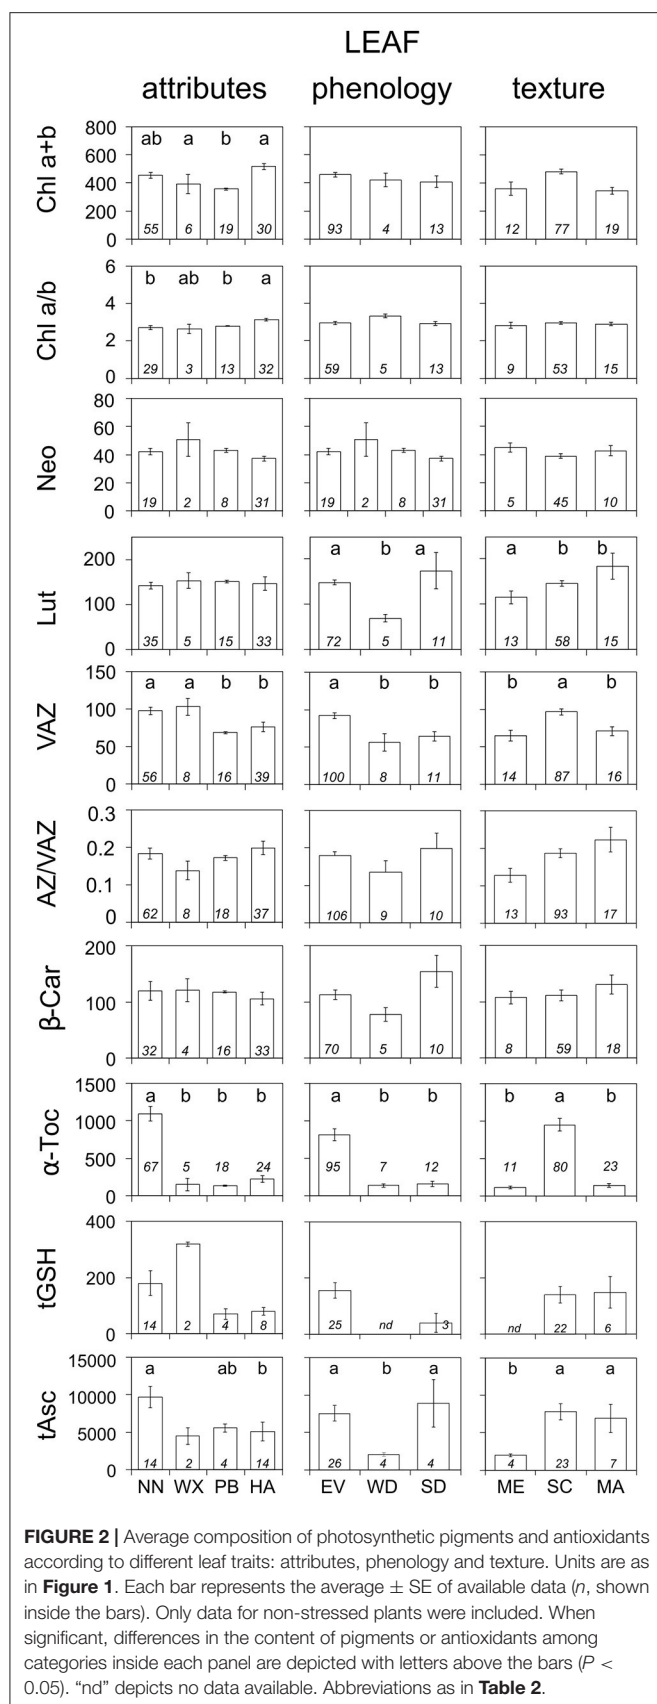 LEAF
attributes phenology texture
Chl a+b
800
600
400
200
0
ab a b a
55 6 19 30
93 4 13
12 77 19
Chl a/b
6
4
2
0
b ab b a
29 3 13 32
59 5 13
9 53 15
Neo
80
60
40
20
0
19 2 8 31
19 2 8 31
5 45 10
Lut
200
100
0
a b a
a b b
35 5 15 33
72 5 11
13 58 15
VAZ
150
100
50
0
a a b b
a b b
b a b
56 8 16 39
100 8 11
14 87 16
AZ/VAZ
0.3
0.2
0.1
0
62 8 18 37
106 9 10
13 93 17
β-Car
200
100
0
32 4 16 33
70 5 10
8 59 18
α-Toc
1500
1000
500
0
a b b b
a b b
b a b
67 5 18 24
95 7 12
11 80 23
tGSH
400
200
0
14 2 4 8
25 nd 3
nd 22 6
tAsc
15000
10000
5000
0
a ab b
a b a
b a a
14 2 4 14
26 4 4
4 23 7
NN WX PB HA EV WD SD ME SC MA
FIGURE 2 | Average composition of photosynthetic pigments and antioxidants
according to different leaf traits: attributes, phenology and texture. Units are as
in Figure 1. Each bar represents the average ± SE of available data (n, shown
inside the bars). Only data for non-stressed plants were included. When
significant, differences in the content of pigments or antioxidants among
categories inside each panel are depicted with letters above the bars (P <
0.05). “nd” depicts no data available. Abbreviations as in Table 2.